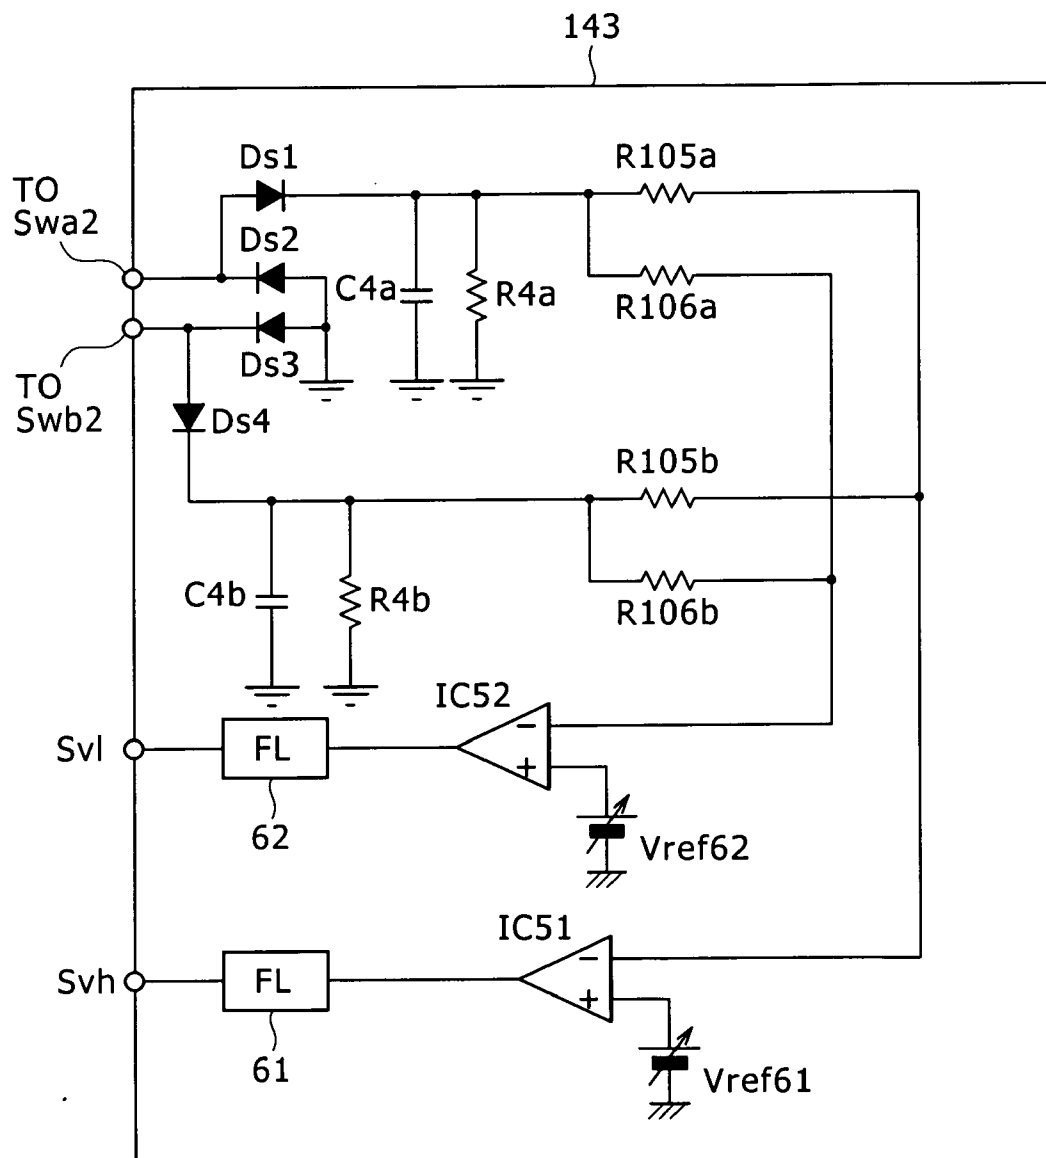 143
Ds1
R105a
TO
Swa2
Ds2
C4a
R4a
R106a
Ds3
TO
Swb2
Ds4
R105b
C4b
R4b
R106b
IC52
Svl
FL
−
+
62
Vref62
IC51
Svh
FL
−
+
61
Vref61